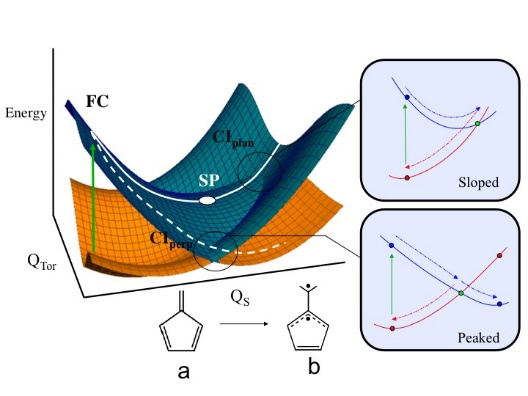 FC
Energy
CIplan
SP
Sloped
CIperp
QTor
QS
Peaked
a
b